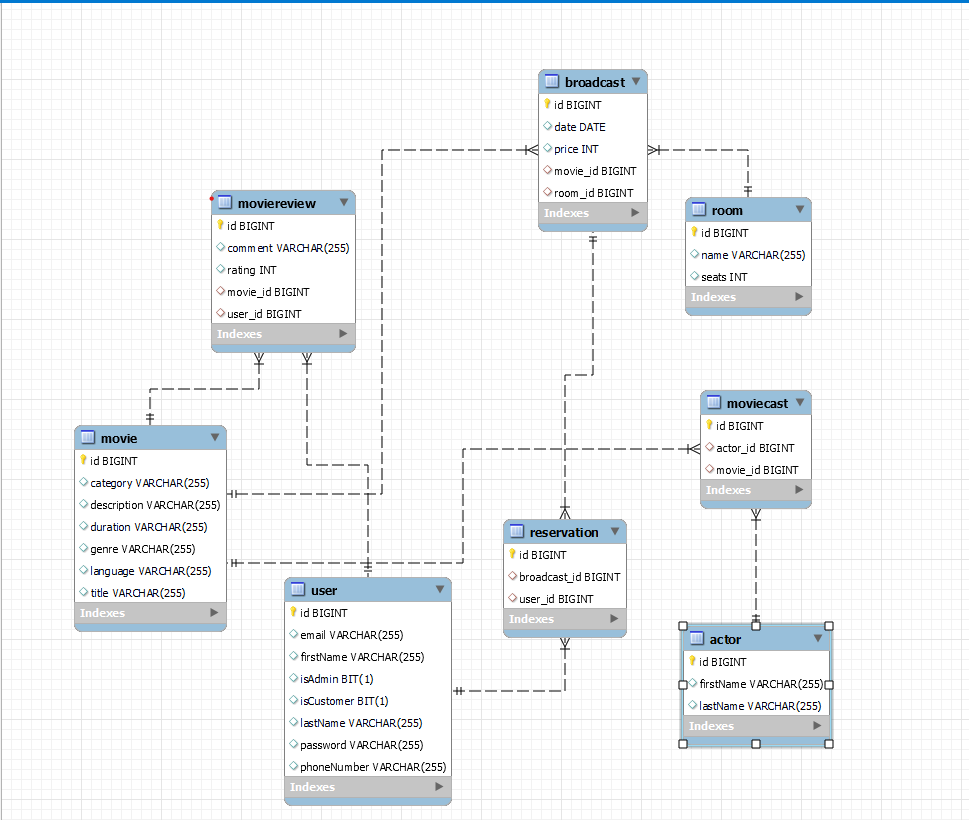 broadcast
id BIGINT
date DATE
price INT
movie_id BIGINT
room_id BIGINT
Indexes
moviereview
id BIGINT
comment VARCHAR(255)
rating INT
movie_id BIGINT
user_id BIGINT
Indexes
room
id BIGINT
name VARCHAR(255)
seats INT
Indexes
moviecast
id BIGINT
actor_id BIGINT
movie_id BIGINT
Indexes
movie
id BIGINT
category VARCHAR(255)
description VARCHAR(255)
duration VARCHAR(255)
genre VARCHAR(255)
language VARCHAR(255)
title VARCHAR(255)
Indexes
reservation
id BIGINT
broadcast_id BIGINT
user_id BIGINT
Indexes
user
id BIGINT
email VARCHAR(255)
firstName VARCHAR(255)
isAdmin BIT(1)
isCustomer BIT(1)
lastName VARCHAR(255)
password VARCHAR(255)
phoneNumber VARCHAR(255)
Indexes
actor
id BIGINT
firstName VARCHAR(255)
lastName VARCHAR(255)
Indexes